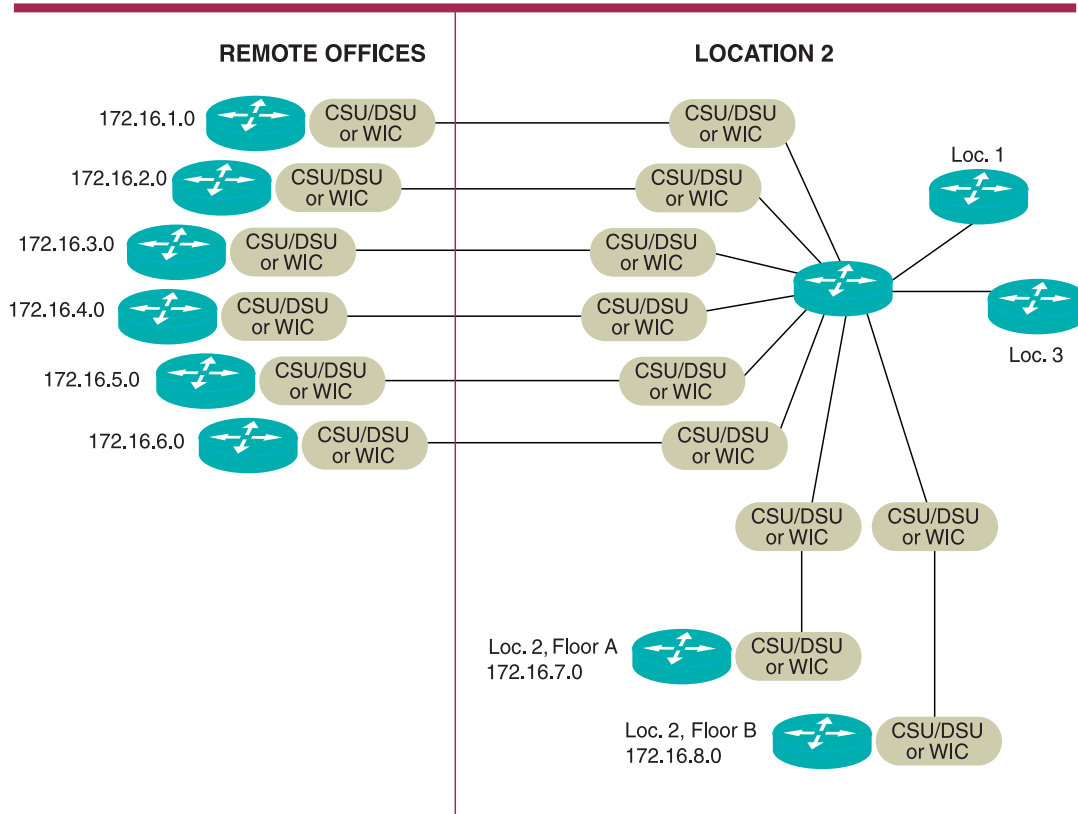 REMOTE OFFICES
LOCATION 2
172.16.1.0
CSU/DSU
or WIC
CSU/DSU
or WIC
Loc. 1
172.16.2.0
CSU/DSU
or WIC
CSU/DSU
or WIC
172.16.3.0
CSU/DSU
or WIC
CSU/DSU
or WIC
172.16.4.0
CSU/DSU
or WIC
CSU/DSU
or WIC
Loc. 3
172.16.5.0
CSU/DSU
or WIC
CSU/DSU
or WIC
172.16.6.0
CSU/DSU
or WIC
CSU/DSU
or WIC
CSU/DSU
or WIC
CSU/DSU
or WIC
Loc. 2, Floor A
172.16.7.0
CSU/DSU
or WIC
Loc. 2, Floor B
172.16.8.0
CSU/DSU
or WIC